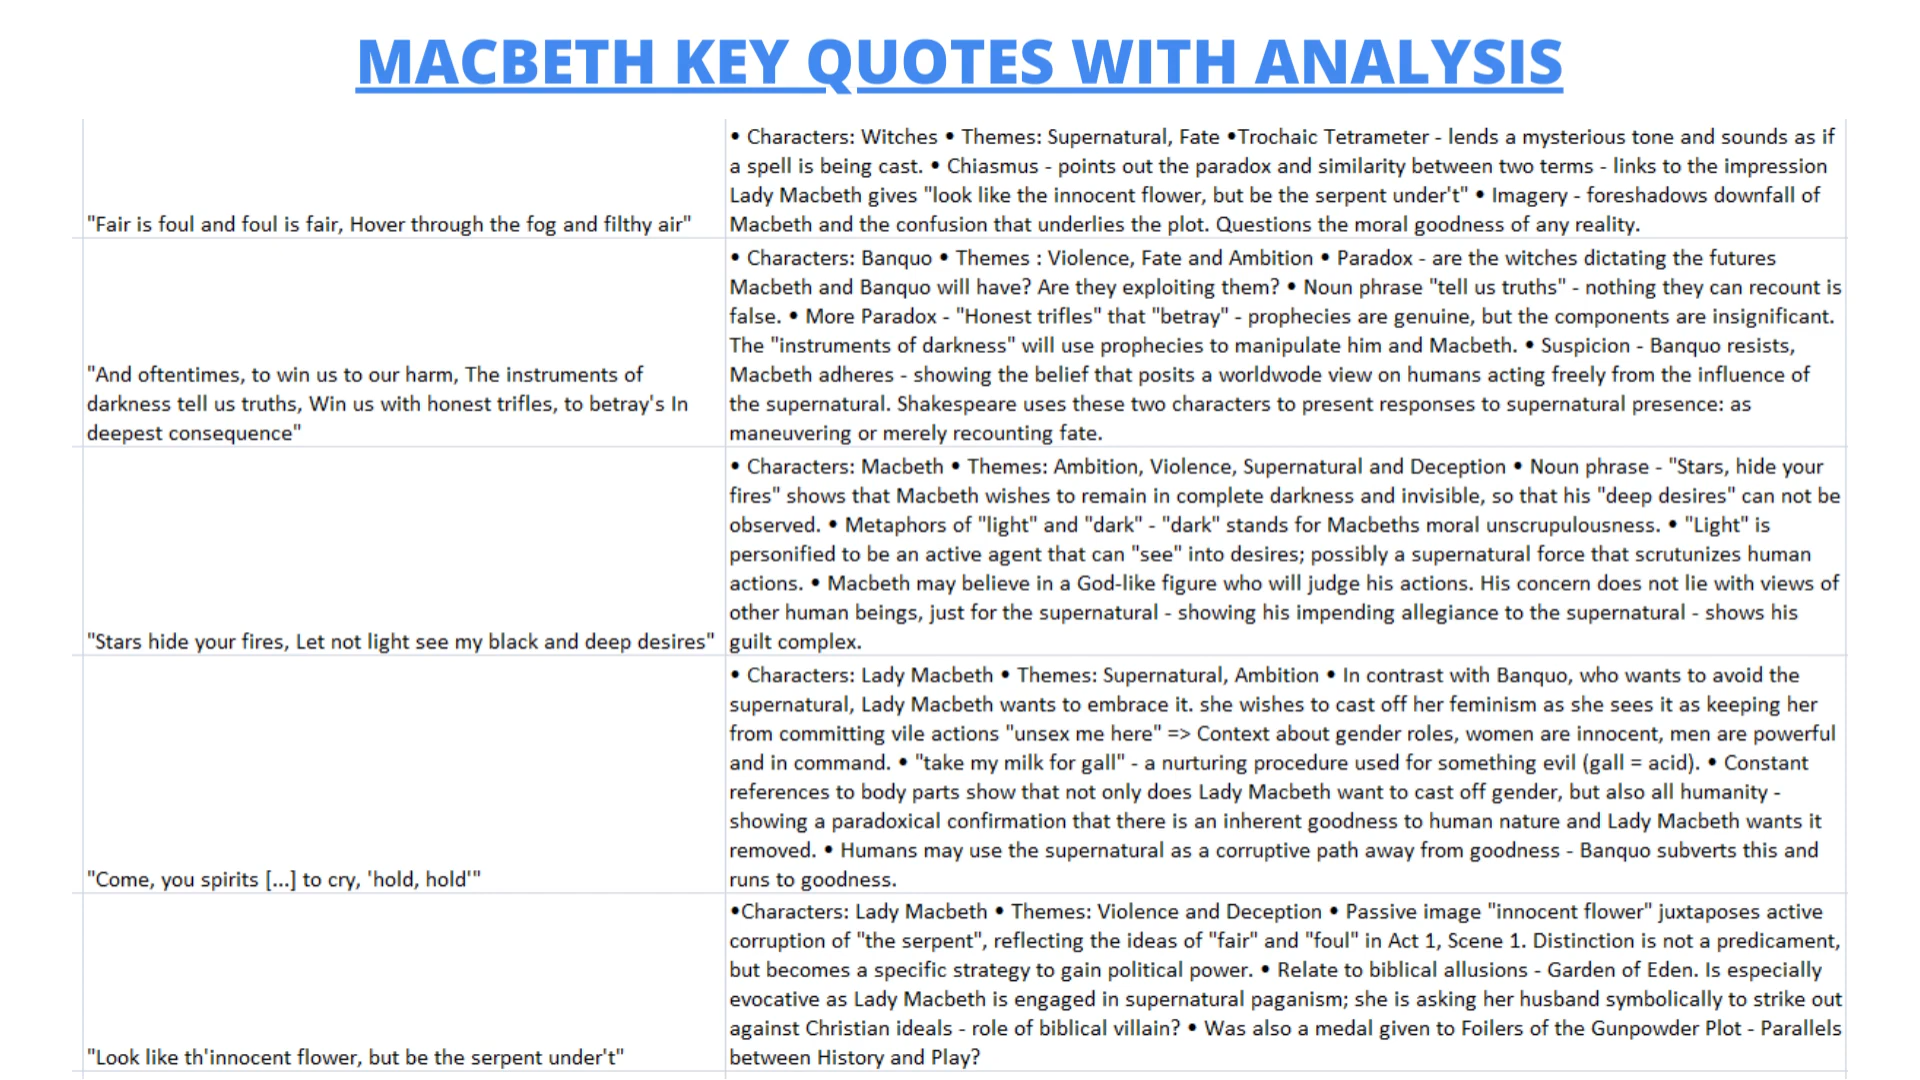 MACBETH KEY QUOTES WITH ANALYSIS
"Fair is foul and foul is fair, Hover through the fog and filthy air"
• Characters: Witches • Themes: Supernatural, Fate •Trochaic Tetrameter - lends a mysterious tone and sounds as if
a spell is being cast. • Chiasmus - points out the paradox and similarity between two terms - links to the impression
Lady Macbeth gives "look like the innocent flower, but be the serpent under't" • Imagery - foreshadows downfall of
Macbeth and the confusion that underlies the plot. Questions the moral goodness of any reality.
"And oftentimes, to win us to our harm, The instruments of
darkness tell us truths, Win us with honest trifles, to betray's In
deepest consequence"
• Characters: Banquo • Themes : Violence, Fate and Ambition • Paradox - are the witches dictating the futures
Macbeth and Banquo will have? Are they exploiting them? • Noun phrase "tell us truths" - nothing they can recount is
false. • More Paradox - "Honest trifles" that "betray" - prophecies are genuine, but the components are insignificant.
The "instruments of darkness" will use prophecies to manipulate him and Macbeth. • Suspicion - Banquo resists,
Macbeth adheres - showing the belief that posits a worldwode view on humans acting freely from the influence of
the supernatural. Shakespeare uses these two characters to present responses to supernatural presence: as
maneuvering or merely recounting fate.
"Stars hide your fires, Let not light see my black and deep desires"
• Characters: Macbeth • Themes: Ambition, Violence, Supernatural and Deception • Noun phrase - "Stars, hide your
fires" shows that Macbeth wishes to remain in complete darkness and invisible, so that his "deep desires" can not be
observed. • Metaphors of "light" and "dark" - "dark" stands for Macbeths moral unscrupulousness. • "Light" is
personified to be an active agent that can "see" into desires; possibly a supernatural force that scrutunizes human
actions. • Macbeth may believe in a God-like figure who will judge his actions. His concern does not lie with views of
other human beings, just for the supernatural - showing his impending allegiance to the supernatural - shows his
guilt complex.
"Come, you spirits [...] to cry, 'hold, hold'"
• Characters: Lady Macbeth • Themes: Supernatural, Ambition • In contrast with Banquo, who wants to avoid the
supernatural, Lady Macbeth wants to embrace it. she wishes to cast off her feminism as she sees it as keeping her
from committing vile actions "unsex me here" => Context about gender roles, women are innocent, men are powerful
and in command. • "take my milk for gall" - a nurturing procedure used for something evil (gall = acid). • Constant
references to body parts show that not only does Lady Macbeth want to cast off gender, but also all humanity -
showing a paradoxical confirmation that there is an inherent goodness to human nature and Lady Macbeth wants it
removed. • Humans may use the supernatural as a corruptive path away from goodness - Banquo subverts this and
runs to goodness.
"Look like th'innocent flower, but be the serpent under't"
•Characters: Lady Macbeth • Themes: Violence and Deception • Passive image "innocent flower" juxtaposes active
corruption of "the serpent", reflecting the ideas of "fair" and "foul" in Act 1, Scene 1. Distinction is not a predicament,
but becomes a specific strategy to gain political power. • Relate to biblical allusions - Garden of Eden. Is especially
evocative as Lady Macbeth is engaged in supernatural paganism; she is asking her husband symbolically to strike out
against Christian ideals - role of biblical villain? • Was also a medal given to Foilers of the Gunpowder Plot - Parallels
between History and Play?